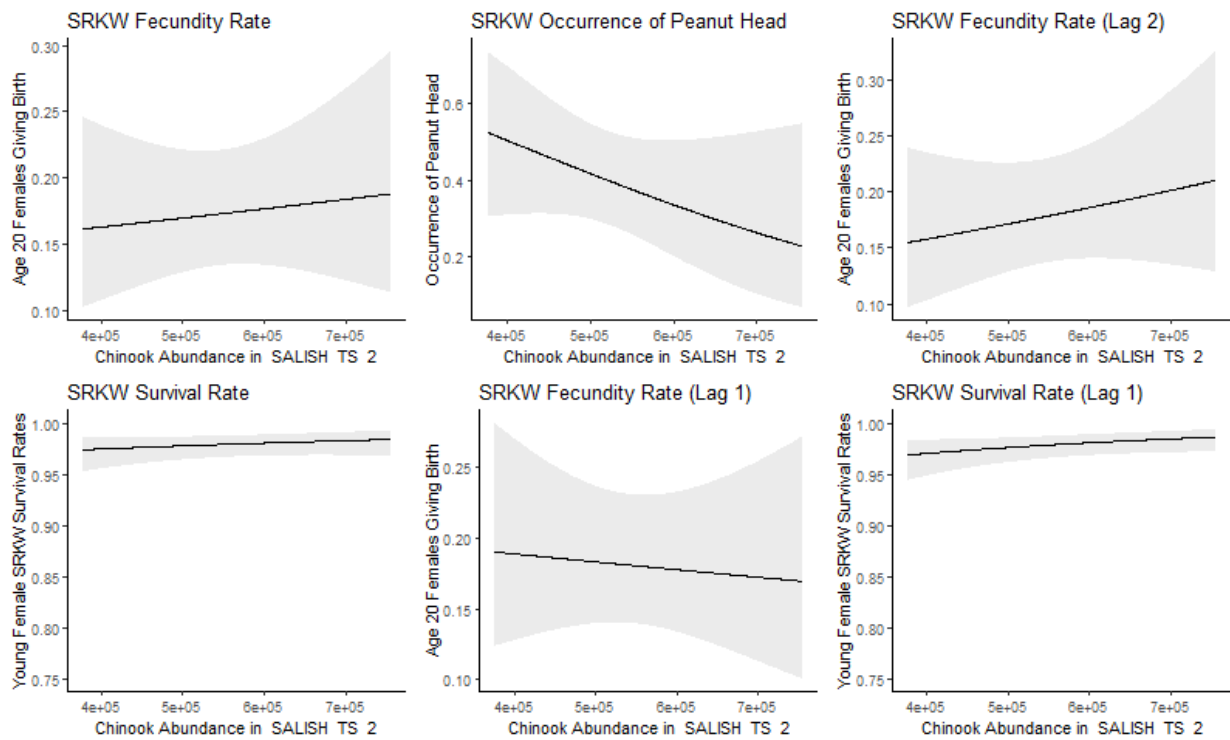 SRKW Fecundity Rate
Age 20 Females Giving Birth
0.30
0.25
0.20
0.15
0.10
4e+05 5e+05 6e+05 7e+05
Chinook Abundance in SALISH TS 2
SRKW Occurrence of Peanut Head
Occurrence of Peanut Head
0.6
0.4
0.2
4e+05 5e+05 6e+05 7e+05
Chinook Abundance in SALISH TS 2
SRKW Fecundity Rate (Lag 2)
Age 20 Females Giving Birth
0.30
0.25
0.20
0.15
0.10
4e+05 5e+05 6e+05 7e+05
Chinook Abundance in SALISH TS 2
SRKW Survival Rate
Young Female SRKW Survival Rates
1.00
0.95
0.90
0.85
0.80
0.75
4e+05 5e+05 6e+05 7e+05
Chinook Abundance in SALISH TS 2
SRKW Fecundity Rate (Lag 1)
Age 20 Females Giving Birth
0.25
0.20
0.15
0.10
4e+05 5e+05 6e+05 7e+05
Chinook Abundance in SALISH TS 2
SRKW Survival Rate (Lag 1)
Young Female SRKW Survival Rates
1.00
0.95
0.90
0.85
0.80
0.75
4e+05 5e+05 6e+05 7e+05
Chinook Abundance in SALISH TS 2